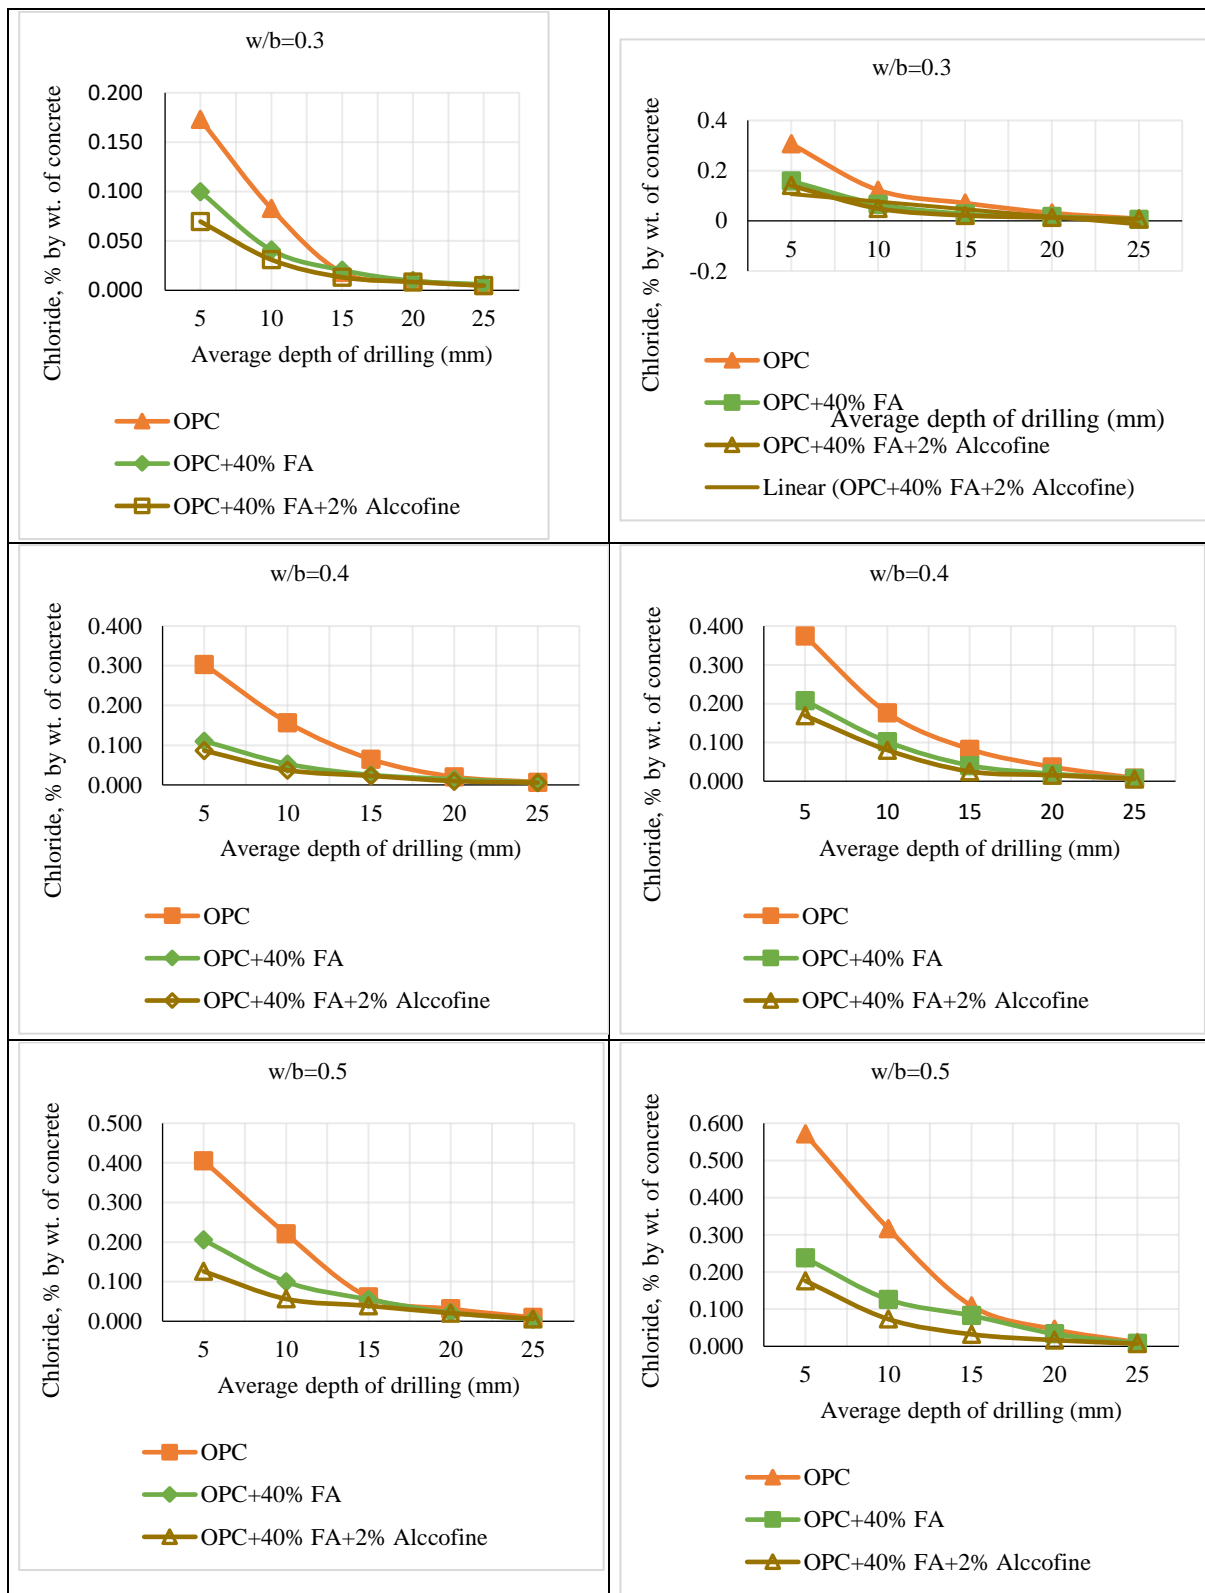 w/b=0.3
Chloride, % by wt. of concrete
0.200
0.150
0.100
0.050
0.000
5 10 15 20 25
Average depth of drilling (mm)
OPC
OPC+40% FA
OPC+40% FA+2% Alccofine
w/b=0.3
Chloride, % by wt. of concrete
0.4
0.2
0
-0.2
5 10 15 20 25
OPC
OPC+40% FA
Average depth of drilling (mm)
OPC+40% FA+2% Alccofine
Linear (OPC+40% FA+2% Alccofine)
w/b=0.4
Chloride, % by wt. of concrete
0.400
0.300
0.200
0.100
0.000
5 10 15 20 25
Average depth of drilling (mm)
OPC
OPC+40% FA
OPC+40% FA+2% Alccofine
w/b=0.4
Chloride, % by wt. of concrete
0.400
0.300
0.200
0.100
0.000
5 10 15 20 25
Average depth of drilling (mm)
OPC
OPC+40% FA
OPC+40% FA+2% Alccofine
w/b=0.5
Chloride, % by wt. of concrete
0.500
0.400
0.300
0.200
0.100
0.000
5 10 15 20 25
Average depth of drilling (mm)
OPC
OPC+40% FA
OPC+40% FA+2% Alccofine
w/b=0.5
Chloride, % by wt. of concrete
0.600
0.500
0.400
0.300
0.200
0.100
0.000
5 10 15 20 25
Average depth of drilling (mm)
OPC
OPC+40% FA
OPC+40% FA+2% Alccofine